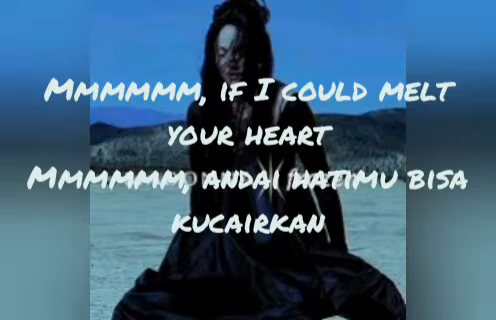 Mmmmmm, if I could melt
your heart
Mmmmmm, andai hatimu bisa
kucairkan